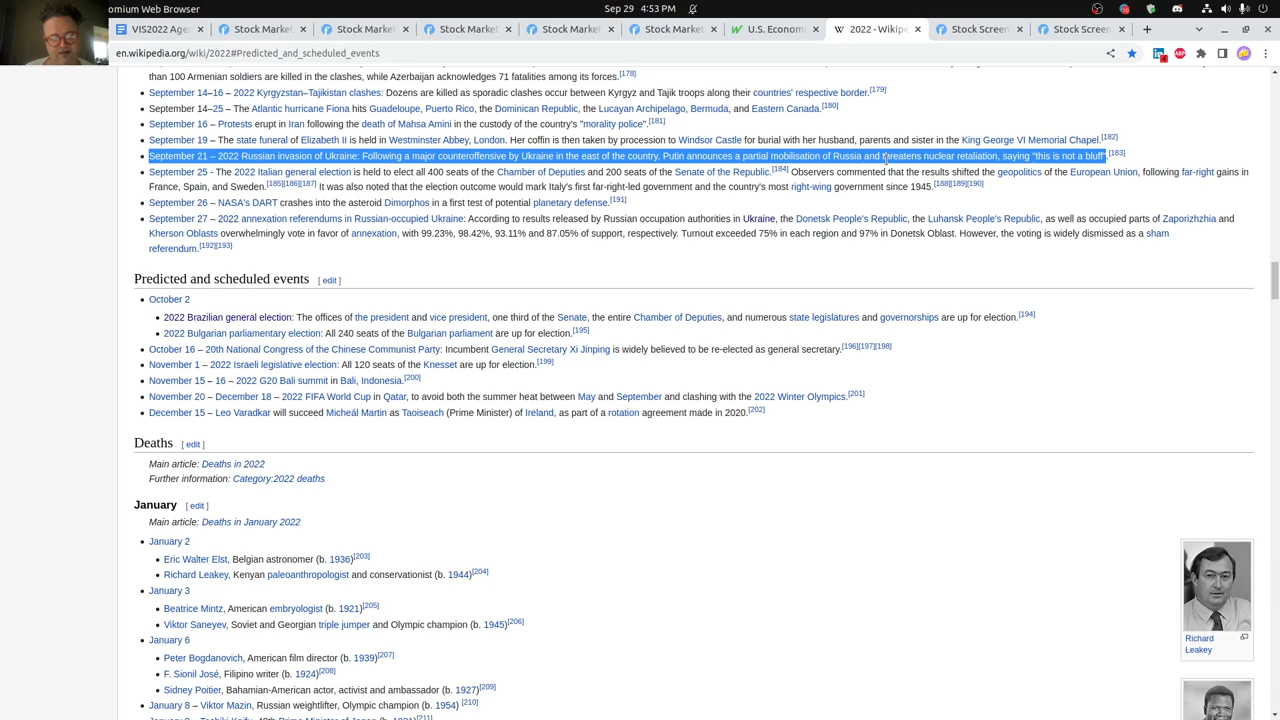 omium Web Browser
Sep 29 4:53 PM
VIS2022 Age
Stock Marke
Stock Marke
Stock Marke
Stock Marke
Stock Marke
U.S. Econom
2022 - Wikip
Stock Screen
Stock Screen
en.wikipedia.org/wiki/2022#Predicted_and_scheduled_events
than 100 Armenian soldiers are killed in the clashes, while Azerbaijan acknowledges 71 fatalities among its forces.[178]
September 14–16 – 2022 Kyrgyzstan–Tajikistan clashes: Dozens are killed as sporadic clashes occur between Kyrgyz and Tajik troops along their countries' respective border.[179]
September 14–25 – The Atlantic hurricane Fiona hits Guadeloupe, Puerto Rico, the Dominican Republic, the Lucayan Archipelago, Bermuda, and Eastern Canada.[180]
September 16 – Protests erupt in Iran following the death of Mahsa Amini in the custody of the country's "morality police".[181]
September 19 – The state funeral of Elizabeth II is held in Westminster Abbey, London. Her coffin is then taken by procession to Windsor Castle for burial with her husband, parents and sister in the King George VI Memorial Chapel.[182]
September 21 – 2022 Russian invasion of Ukraine: Following a major counteroffensive by Ukraine in the east of the country, Putin announces a partial mobilisation of Russia and threatens nuclear retaliation, saying "this is not a bluff".[183]
September 25 - The 2022 Italian general election is held to elect all 400 seats of the Chamber of Deputies and 200 seats of the Senate of the Republic.[184] Observers commented that the results shifted the geopolitics of the European Union, following far-right gains in
France, Spain, and Sweden.[185][186][187] It was also noted that the election outcome would mark Italy's first far-right-led government and the country's most right-wing government since 1945.[188][189][190]
September 26 – NASA's DART crashes into the asteroid Dimorphos in a first test of potential planetary defense.[191]
September 27 – 2022 annexation referendums in Russian-occupied Ukraine: According to results released by Russian occupation authorities in Ukraine, the Donetsk People's Republic, the Luhansk People's Republic, as well as occupied parts of Zaporizhzhia and
Kherson Oblasts overwhelmingly vote in favor of annexation, with 99.23%, 98.42%, 93.11% and 87.05% of support, respectively. Turnout exceeded 75% in each region and 97% in Donetsk Oblast. However, the voting is widely dismissed as a sham
referendum.[192][193]
Predicted and scheduled events [ edit ]
October 2
2022 Brazilian general election: The offices of the president and vice president, one third of the Senate, the entire Chamber of Deputies, and numerous state legislatures and governorships are up for election.[194]
2022 Bulgarian parliamentary election: All 240 seats of the Bulgarian parliament are up for election.[195]
October 16 – 20th National Congress of the Chinese Communist Party: Incumbent General Secretary Xi Jinping is widely believed to be re-elected as general secretary.[196][197][198]
November 1 – 2022 Israeli legislative election: All 120 seats of the Knesset are up for election.[199]
November 15 – 16 – 2022 G20 Bali summit in Bali, Indonesia.[200]
November 20 – December 18 – 2022 FIFA World Cup in Qatar, to avoid both the summer heat between May and September and clashing with the 2022 Winter Olympics.[201]
December 15 – Leo Varadkar will succeed Micheál Martin as Taoiseach (Prime Minister) of Ireland, as part of a rotation agreement made in 2020.[202]
Deaths [ edit ]
Main article: Deaths in 2022
Further information: Category:2022 deaths
January [ edit ]
Main article: Deaths in January 2022
January 2
Eric Walter Elst, Belgian astronomer (b. 1936)[203]
Richard Leakey, Kenyan paleoanthropologist and conservationist (b. 1944)[204]
January 3
Beatrice Mintz, American embryologist (b. 1921)[205]
Viktor Saneyev, Soviet and Georgian triple jumper and Olympic champion (b. 1945)[206]
January 6
Peter Bogdanovich, American film director (b. 1939)[207]
F. Sionil José, Filipino writer (b. 1924)[208]
Sidney Poitier, Bahamian-American actor, activist and ambassador (b. 1927)[209]
January 8 – Viktor Mazin, Russian weightlifter, Olympic champion (b. 1954) [210]
Richard
Leakey